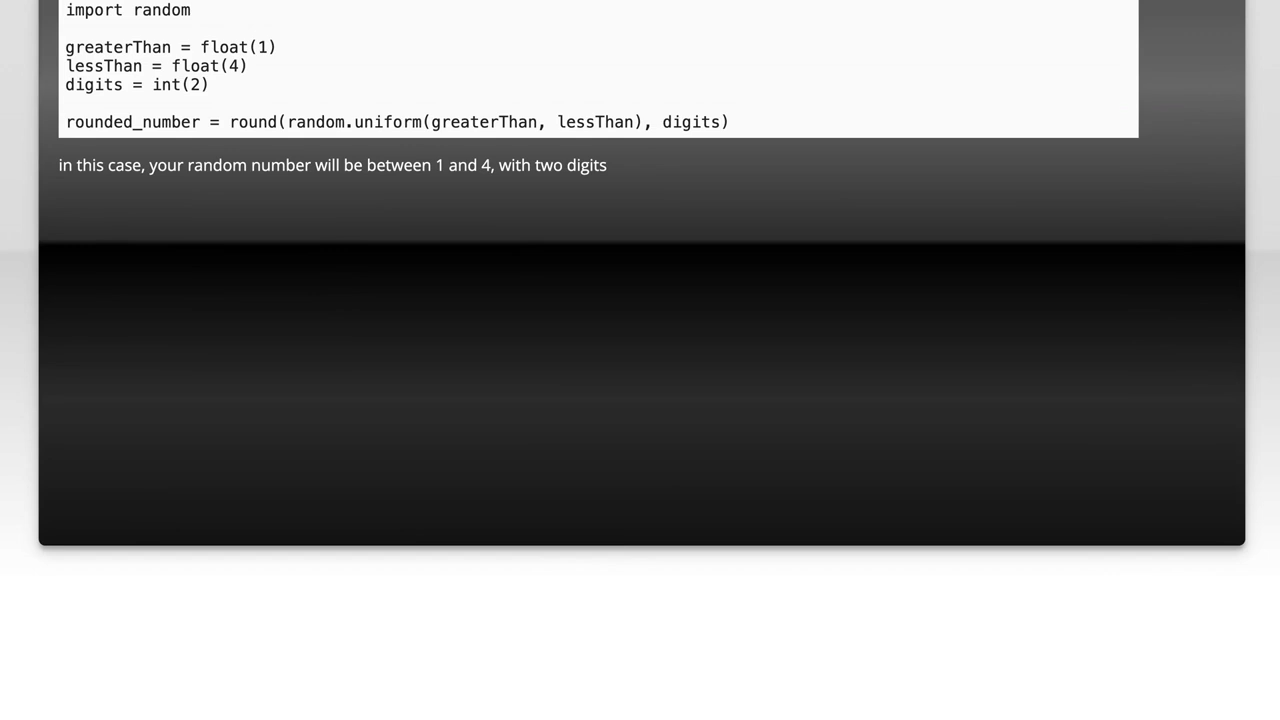 import random
greaterThan = float(1)
lessThan = float(4)
digits = int(2)
rounded_number = round(random.uniform(greaterThan, lessThan), digits)
in this case, your random number will be between 1 and 4, with two digits